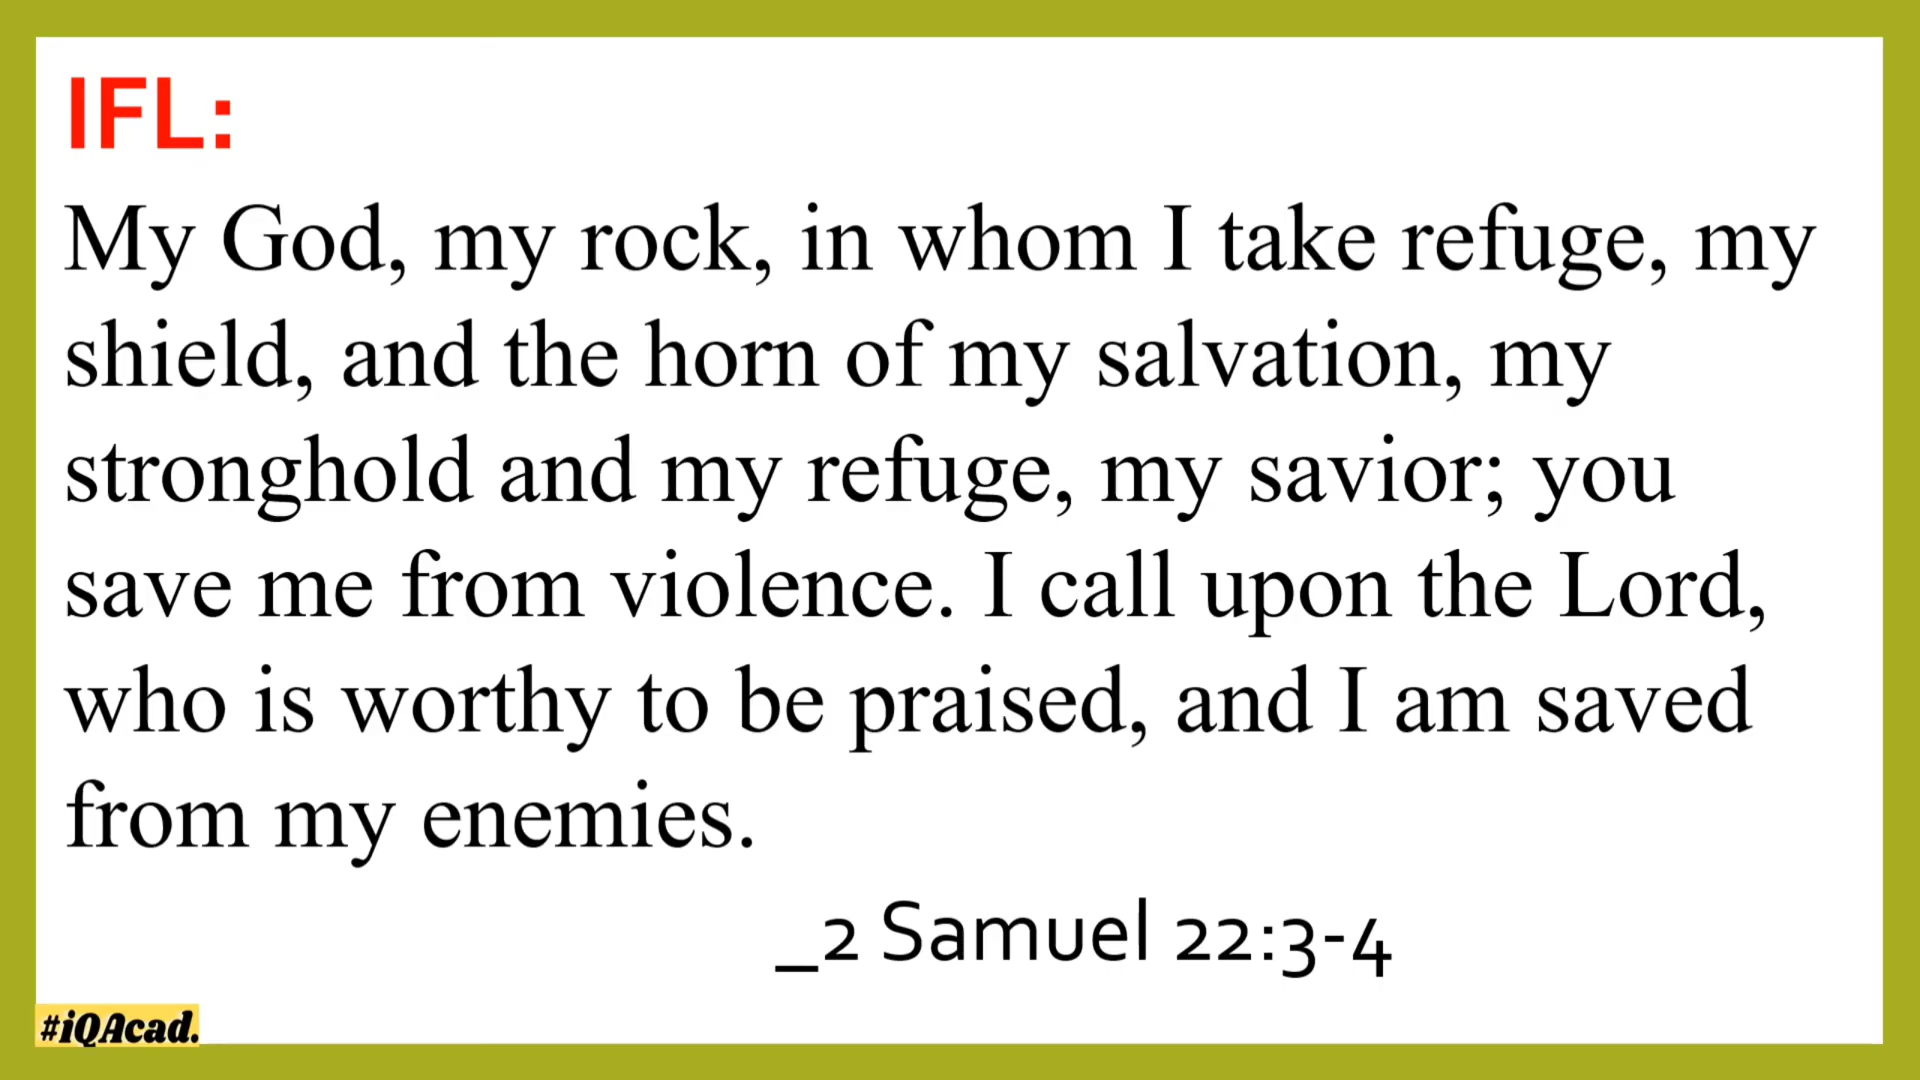 IFL:
My God, my rock, in whom I take refuge, my
shield, and the horn of my salvation, my
stronghold and my refuge, my savior; you
save me from violence. I call upon the Lord,
who is worthy to be praised, and I am saved
from my enemies.
_2 Samuel 22:3-4
#iQAcad.